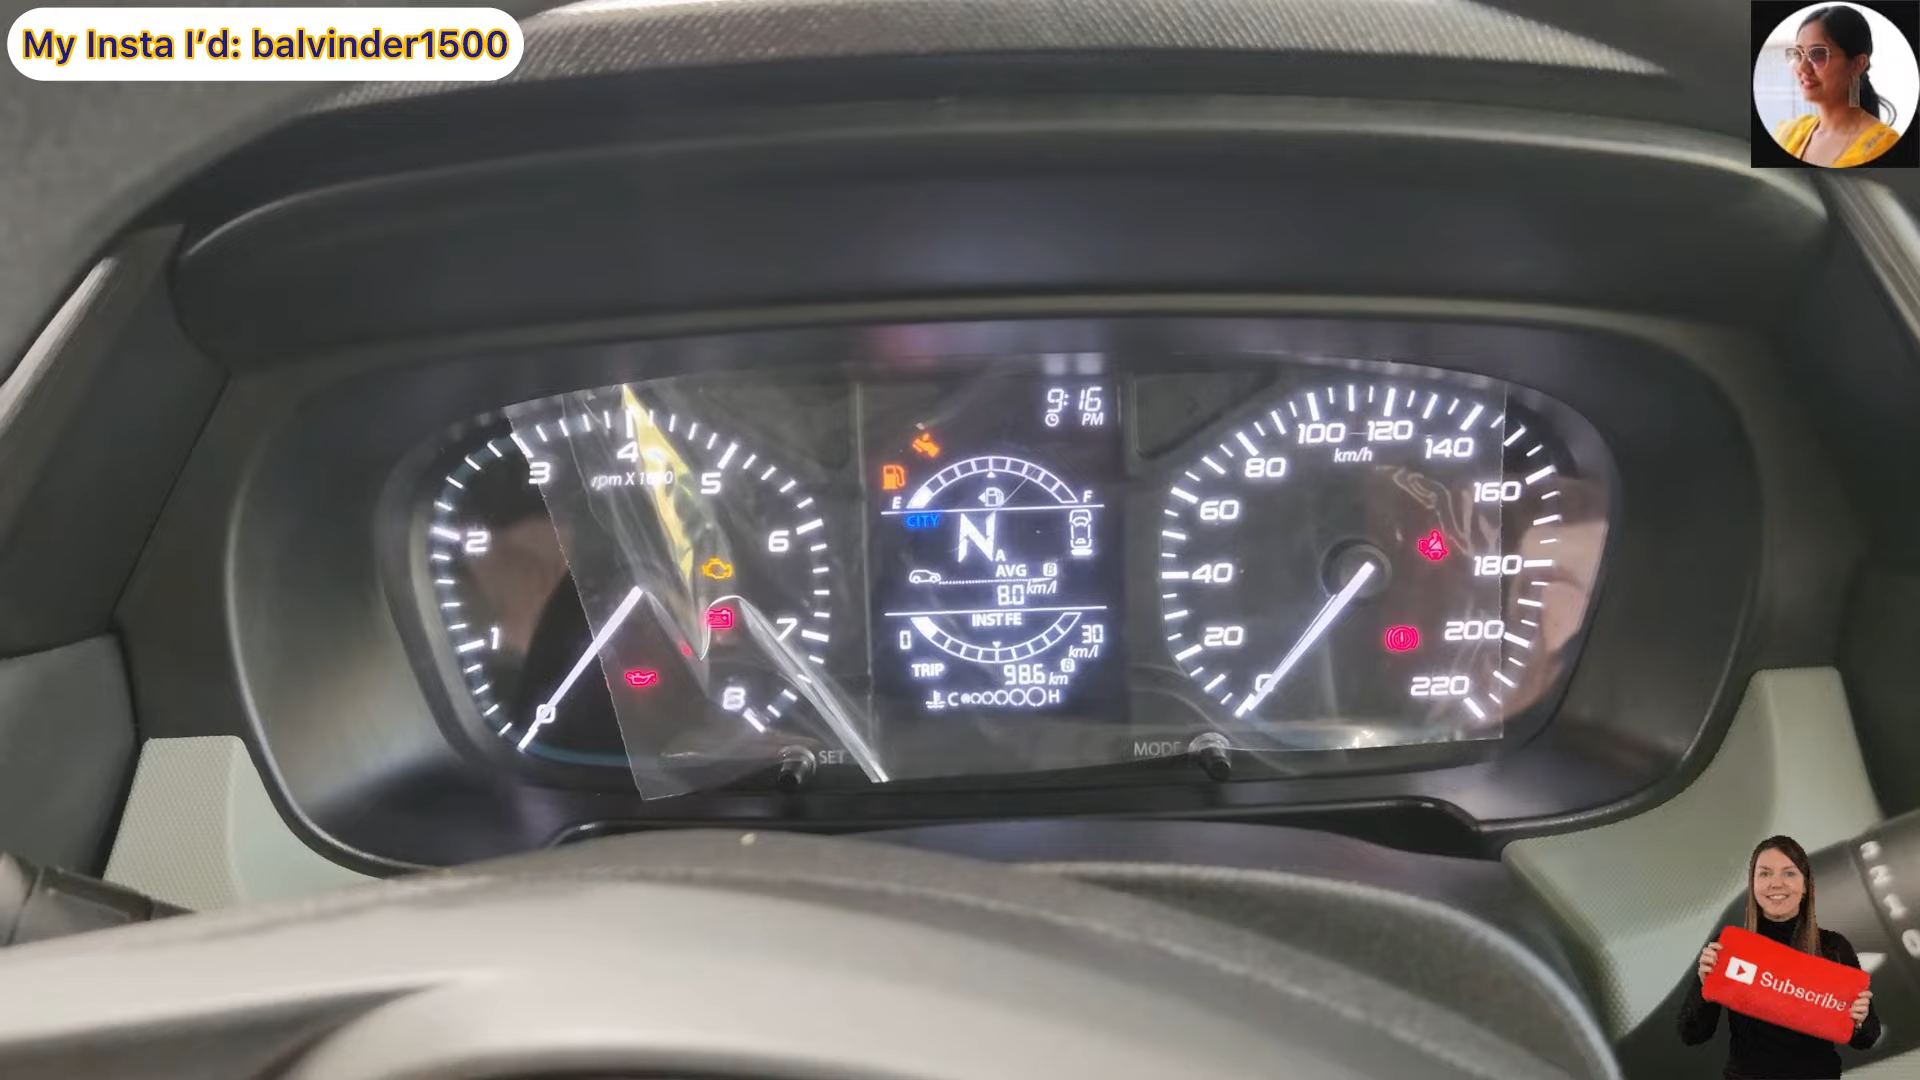 My Insta I'd: balvinder1500
9:16
PM
E
F
CITY
N
A
AVG B
8.0 km/l
INST FE
0
30
km/l
TRIP
98.6 km B
C
H
0
1
2
3
4
5
6
7
8
rpm X 1000
SET
0
20
40
60
80
100
120
140
160
180
200
220
km/h
MODE
Subscribe